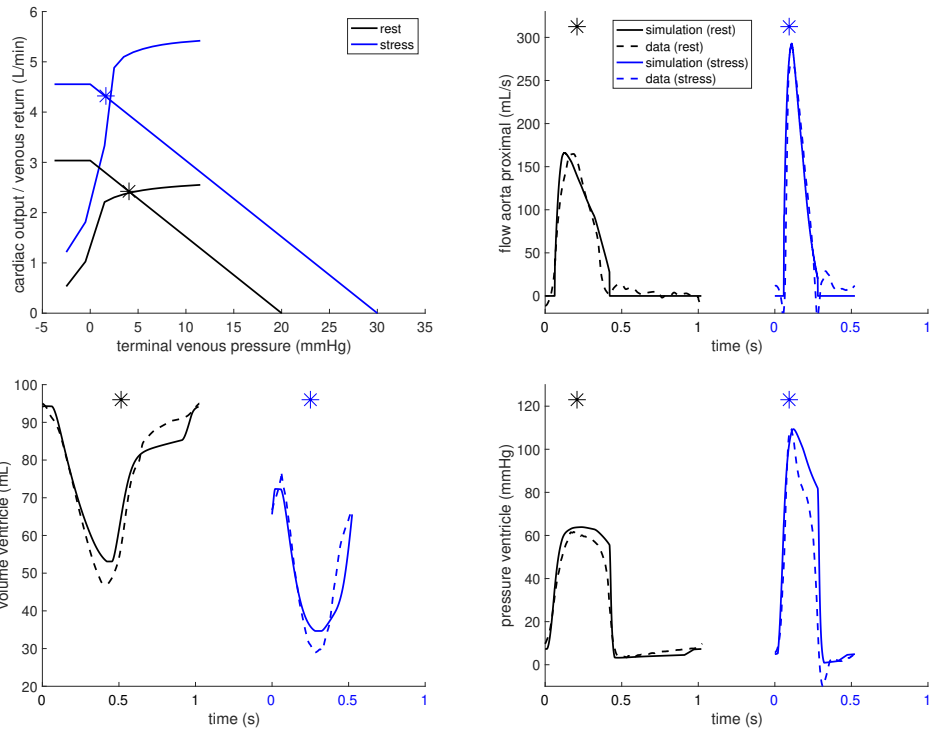 cardiac output / venous return (L/min)
6
5
4
3
2
1
0
-5 0 5 10 15 20 25 30 35
terminal venous pressure (mmHg)
rest
stress
flow aorta proximal (mL/s)
300
250
200
150
100
50
0
0 0.5 1 0 0.5 1
time (s)
simulation (rest)
data (rest)
simulation (stress)
data (stress)
volume ventricle (mL)
100
90
80
70
60
50
40
30
20
0 0.5 1 0 0.5 1
time (s)
pressure ventricle (mmHg)
120
100
80
60
40
20
0
0 0.5 1 0 0.5 1
time (s)